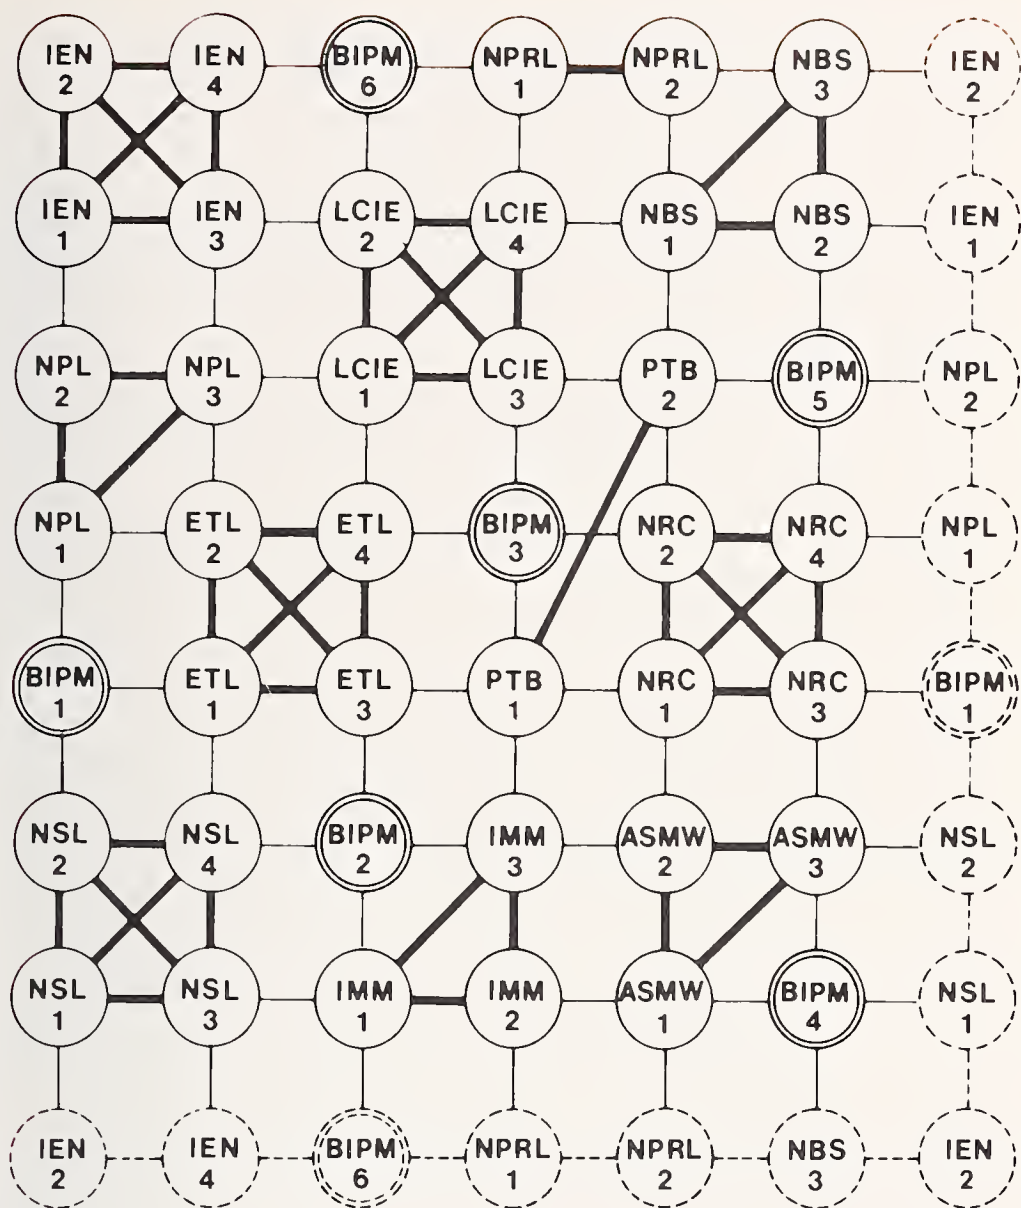 IEN 2 IEN 4 BIPM 6 NPRL 1 NPRL 2 NBS 3 IEN 2
IEN 1 IEN 3 LCIE 2 LCIE 4 NBS 1 NBS 2 IEN 1
NPL 2 NPL 3 LCIE 1 LCIE 3 PTB 2 BIPM 5 NPL 2
NPL 1 ETL 2 ETL 4 BIPM 3 NRC 2 NRC 4 NPL 1
BIPM 1 ETL 1 ETL 3 PTB 1 NRC 1 NRC 3 BIPM 1
NSL 2 NSL 4 BIPM 2 IMM 3 ASMW 2 ASMW 3 NSL 2
NSL 1 NSL 3 IMM 1 IMM 2 ASMW 1 BIPM 4 NSL 1
IEN 2 IEN 4 BIPM 6 NPRL 1 NPRL 2 NBS 3 IEN 2